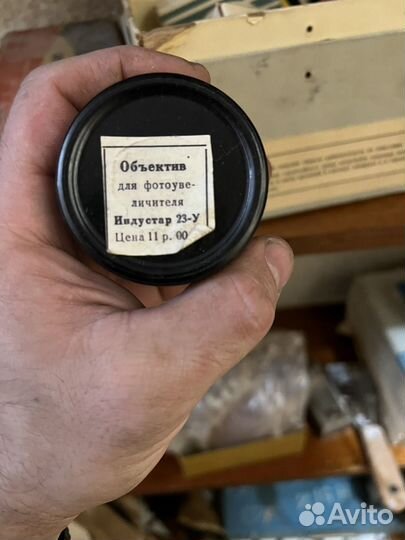 Объектив
для фотоуве-
личителя
Индустар 23-У
Цена 11 р. 00
Avito